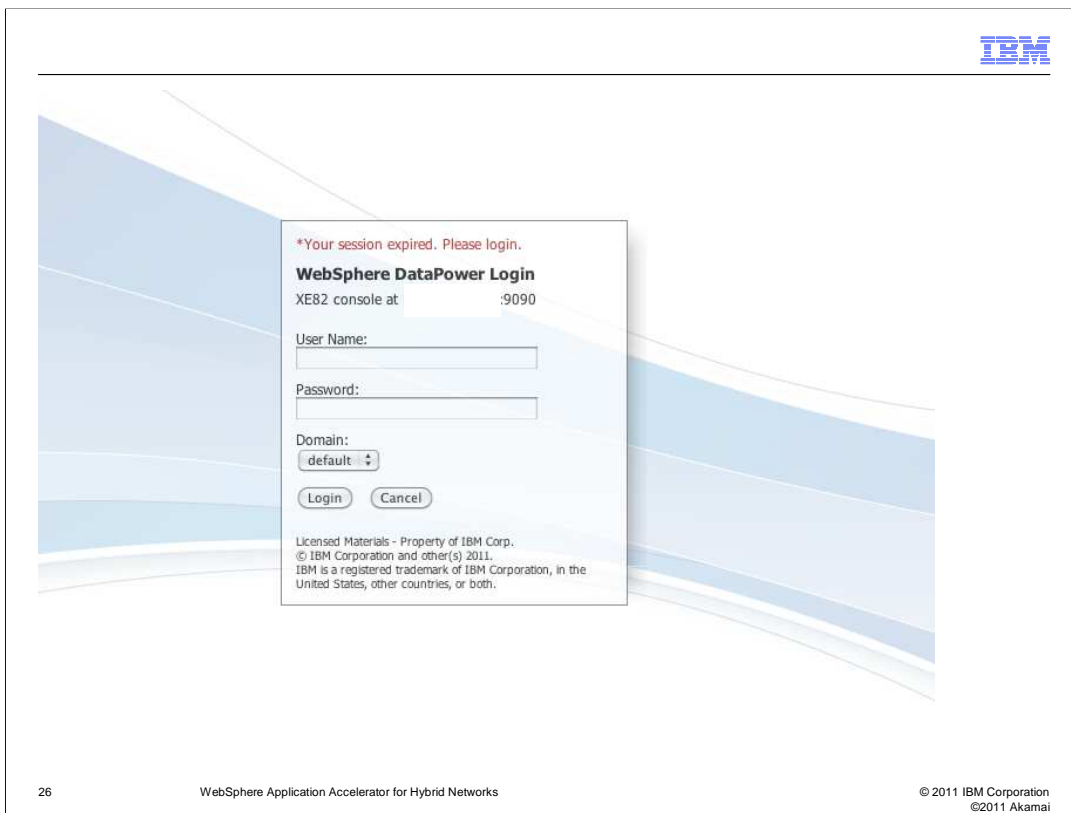 IBM
*Your session expired. Please login.
WebSphere DataPower Login
XE82 console at :9090
User Name:
Password:
Domain:
default
Login Cancel
Licensed Materials - Property of IBM Corp.
© IBM Corporation and other(s) 2011.
IBM is a registered trademark of IBM Corporation, in the
United States, other countries, or both.
26 WebSphere Application Accelerator for Hybrid Networks © 2011 IBM Corporation
©2011 Akamai